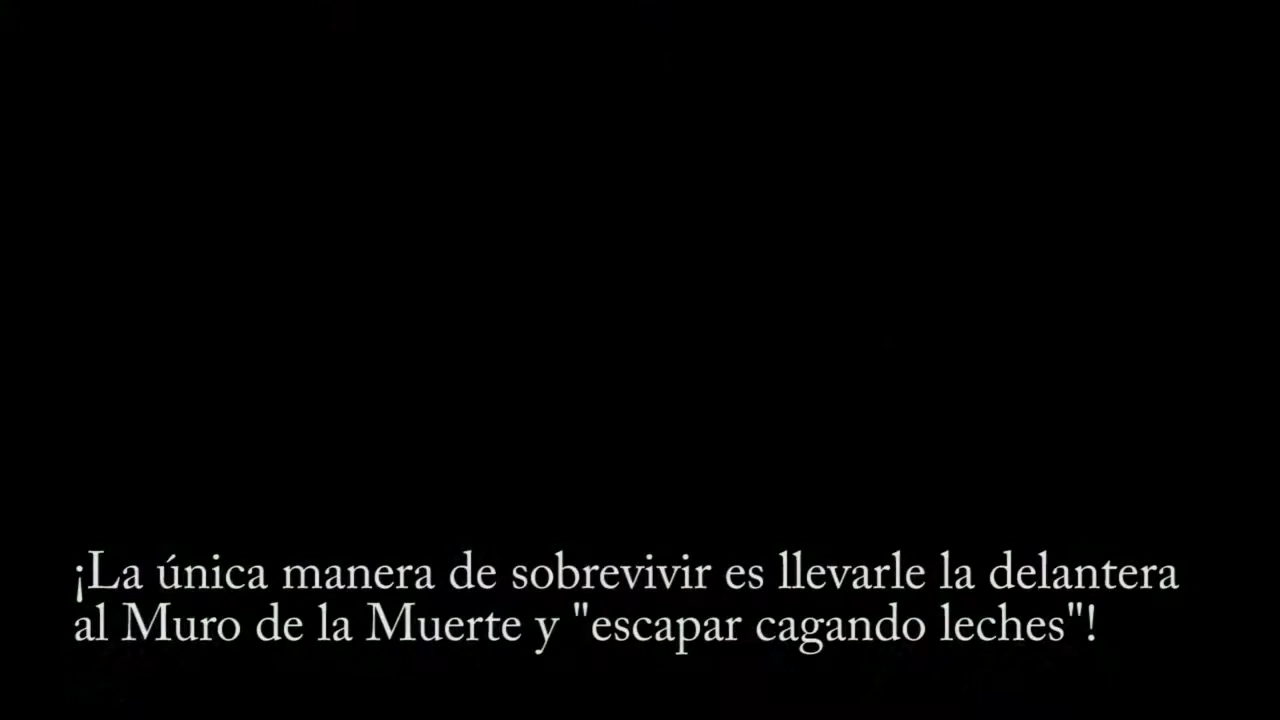 ¡La única manera de sobrevivir es llevarle la delantera
al Muro de la Muerte y "escapar cagando leches"!